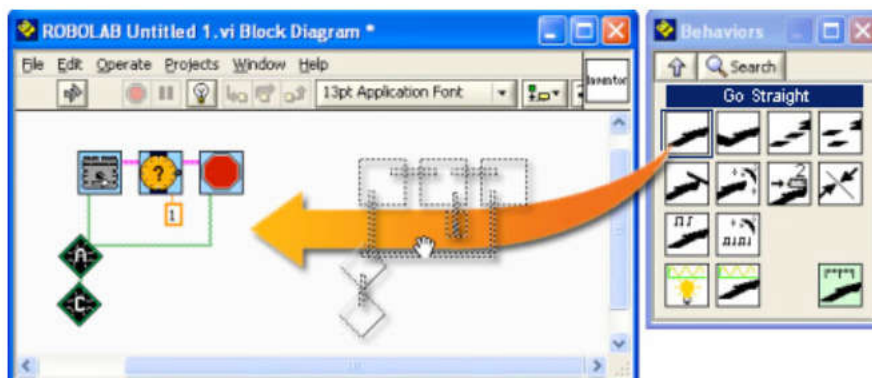 ROBOLAB Untitled 1.vi Block Diagram *
File Edit Operate Projects Window Help
13pt Application Font
Inventor
?
1
A
C
Behaviors
Search
Go Straight
2